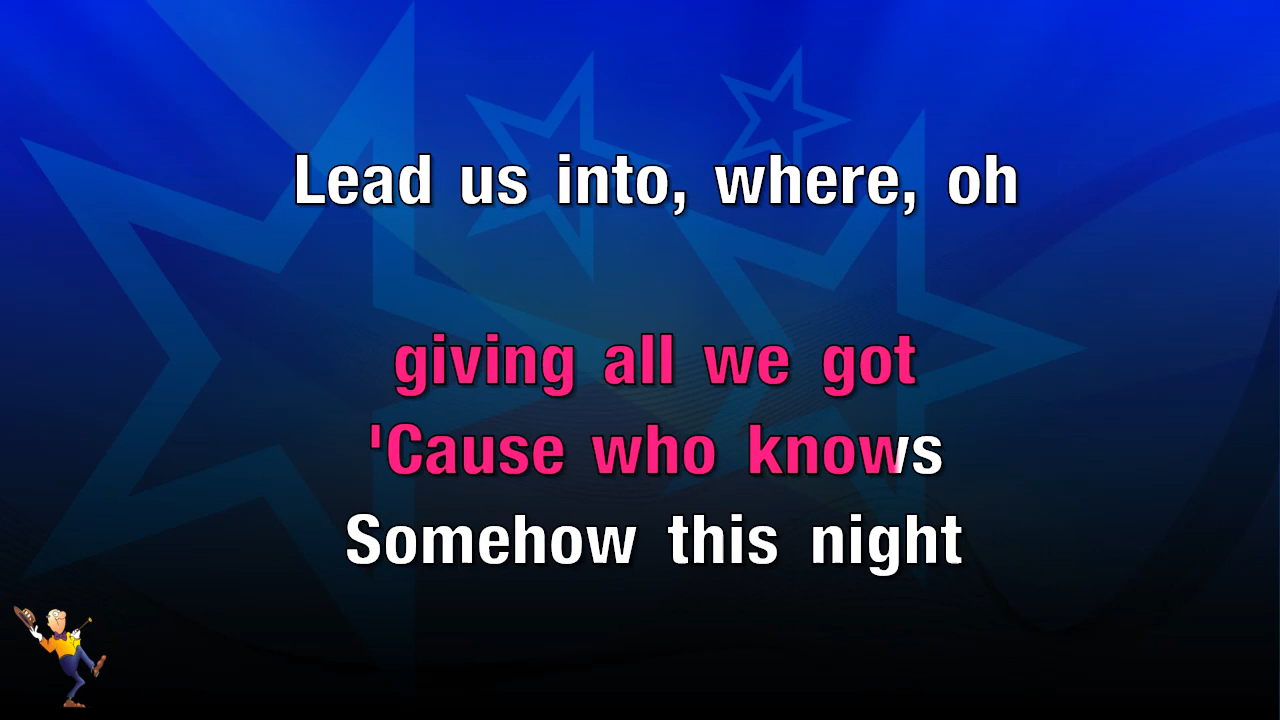 Lead us into, where, oh
giving all we got
'Cause who knows
Somehow this night